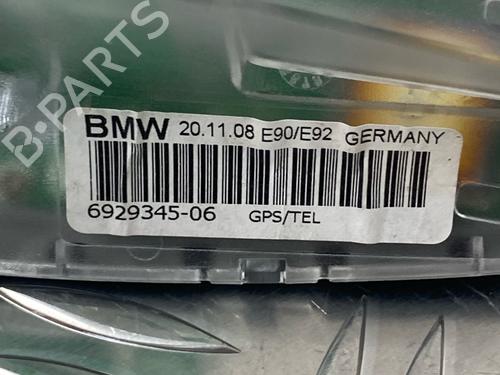 B-PARTS
BMW 20.11.08 E90/E92 GERMANY
6929345-06 GPS/TEL